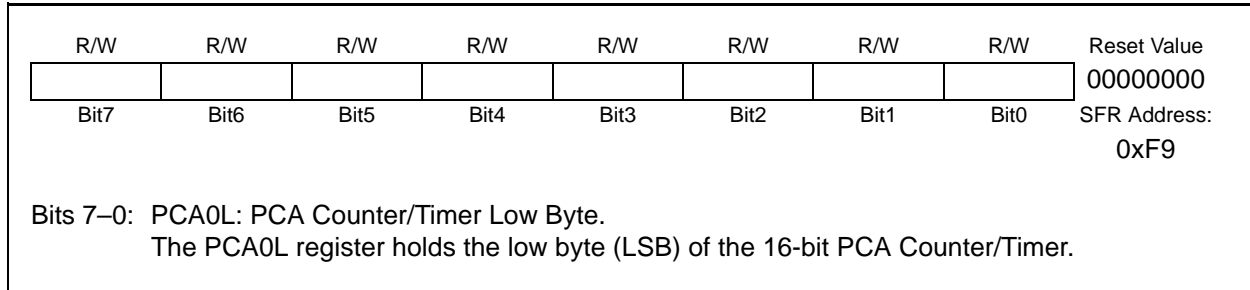 R/W R/W R/W R/W R/W R/W R/W R/W Reset Value
00000000
Bit7 Bit6 Bit5 Bit4 Bit3 Bit2 Bit1 Bit0 SFR Address:
0xF9
Bits 7–0: PCA0L: PCA Counter/Timer Low Byte.
The PCA0L register holds the low byte (LSB) of the 16-bit PCA Counter/Timer.